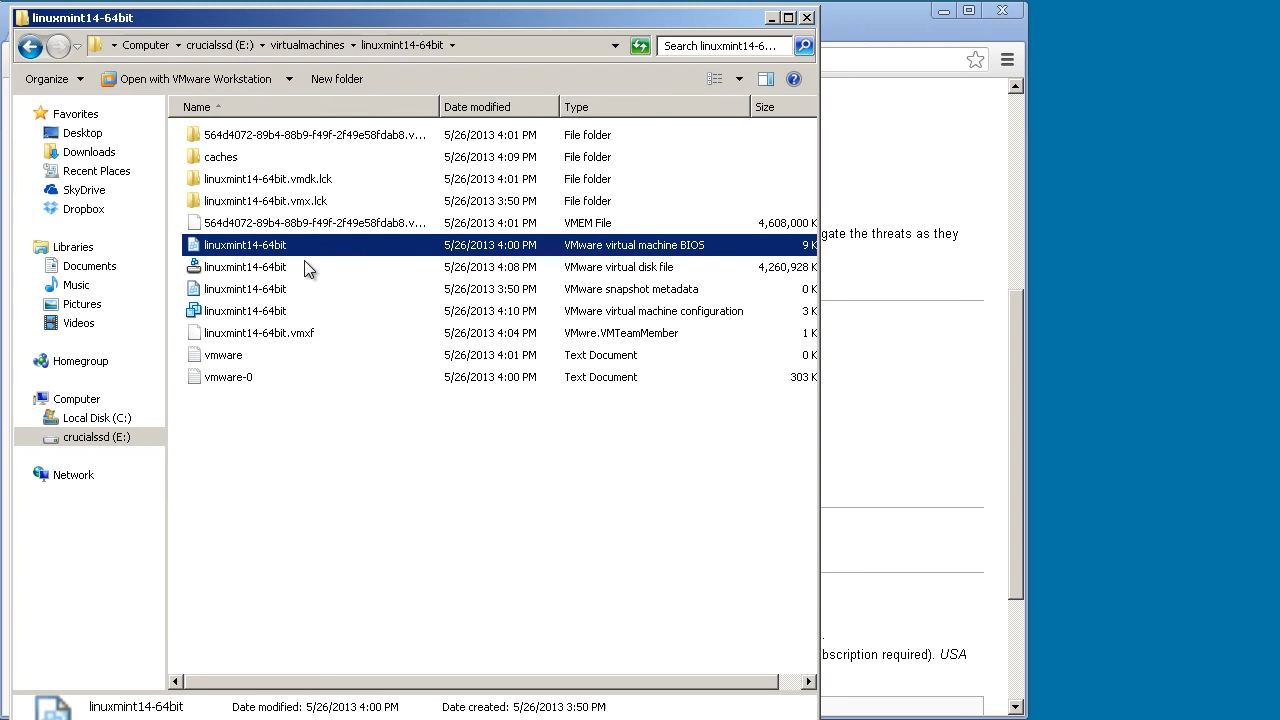 linuxmint14-64bit
Computer crucialssd (E:) virtualmachines linuxmint14-64bit Search linuxmint14-6...
Organize Open with VMware Workstation New folder
Name Date modified Type Size
Favorites
Desktop
Downloads
Recent Places
SkyDrive
Dropbox
Libraries
Documents
Music
Pictures
Videos
Homegroup
Computer
Local Disk (C:)
crucialssd (E:)
Network
564d4072-89b4-88b9-f49f-2f49e58fdab8.v... 5/26/2013 4:01 PM File folder
caches 5/26/2013 4:09 PM File folder
linuxmint14-64bit.vmdk.lck 5/26/2013 4:01 PM File folder
linuxmint14-64bit.vmx.lck 5/26/2013 3:50 PM File folder
564d4072-89b4-88b9-f49f-2f49e58fdab8.v... 5/26/2013 4:01 PM VMEM File 4,608,000 K
linuxmint14-64bit 5/26/2013 4:00 PM VMware virtual machine BIOS 9 K
linuxmint14-64bit 5/26/2013 4:08 PM VMware virtual disk file 4,260,928 K
linuxmint14-64bit 5/26/2013 3:50 PM VMware snapshot metadata 0 K
linuxmint14-64bit 5/26/2013 4:10 PM VMware virtual machine configuration 3 K
linuxmint14-64bit.vmxf 5/26/2013 4:04 PM VMwre.VMTeamMember 1 K
vmware 5/26/2013 4:01 PM Text Document 0 K
vmware-0 5/26/2013 4:00 PM Text Document 303 K
linuxmint14-64bit Date modified: 5/26/2013 4:00 PM Date created: 5/26/2013 3:50 PM
gate the threats as they
bscription required). USA